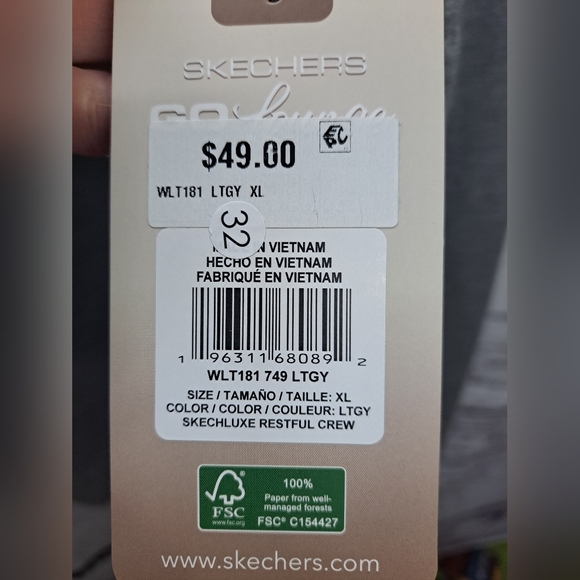 SKECHERS
GO Lounge
$49.00
WLT181 LTGY XL
32
EN VIETNAM
HECHO EN VIETNAM
FABRIQUÉ EN VIETNAM
1 96311 68089 2
WLT181 749 LTGY
SIZE / TAMAÑO / TAILLE: XL
COLOR / COLOR / COULEUR: LTGY
SKECHLUXE RESTFUL CREW
100%
Paper from well-
managed forests
FSC
www.fsc.org
FSC® C154427
www.skechers.com